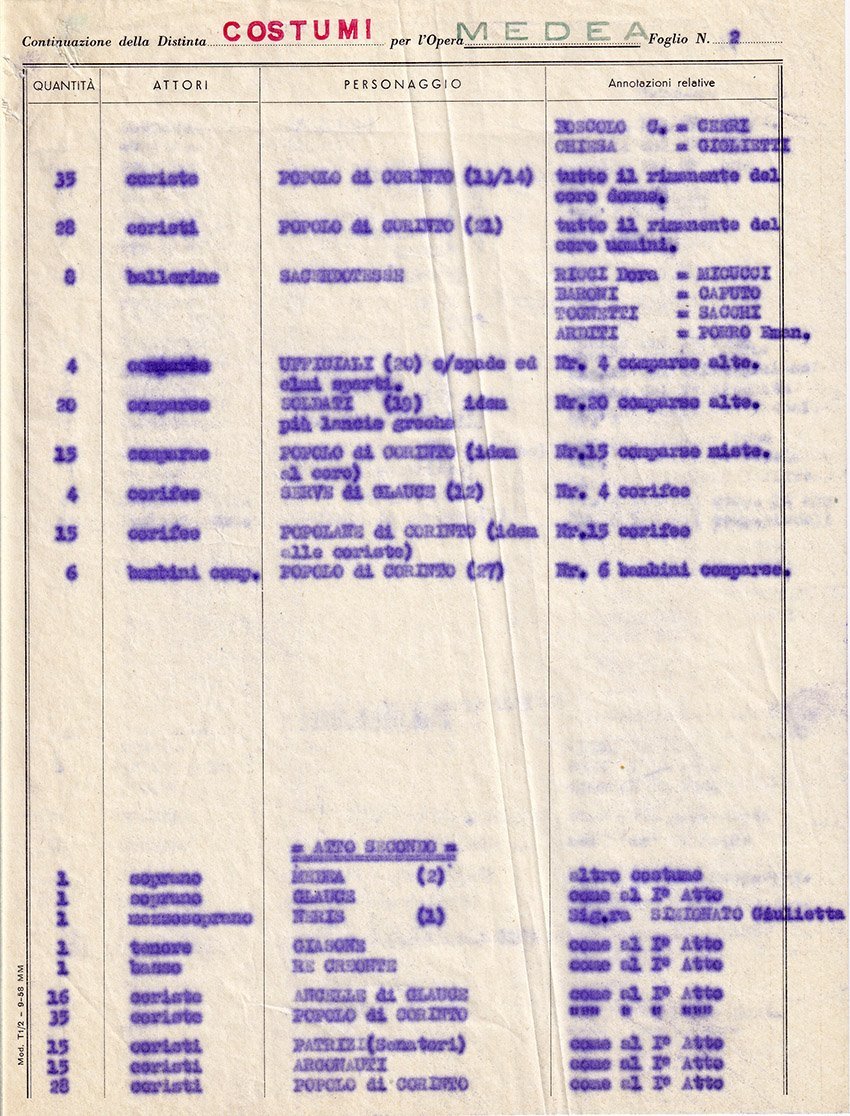 Continuazione della Distinta COSTUMI per l'Opera MEDEA Foglio N. 2
QUANTITÀ ATTORI PERSONAGGIO Annotazioni relative
BOSCOLO C. = CERRI
CHIESA = GIGLIETTI
35 coriste POPOLO di CORINTO (13/14) tutto il rimanente del
coro donne.
28 coristi POPOLO di CORINTO (21) tutto il rimanente del
coro uomini.
8 ballerine SACERDOTESSE RICCI Dora = MICUCCI
BARONI = CAPUTO
TOGNETTI = SACCHI
ARDITI = PORRO Eman.
4 comparse UFFICIALI (20) c/spade ed Nr. 4 comparse alte.
elmi sparti.
20 comparse SOLDATI (19) idem Nr.20 comparse alte.
più lancie greche
15 comparse POPOLO di CORINTO (idem Nr.15 comparse miste.
al coro)
4 corifee SERVE di GLAUCE (12) Nr. 4 corifee
15 corifee POPOLANE di CORINTO (idem Nr.15 corifee
alle coriste)
6 bambini comp. POPOLO di CORINTO (27) Nr. 6 bambini comparse.
= ATTO SECONDO =
1 soprano MEDEA (2) altro costume
1 soprano GLAUCE come al I° Atto
1 mezzosoprano NERIS (1) Sig.ra SIMIONATO Giulietta
1 tenore GIASONE come al I° Atto
1 basso RE CREONTE come al I° Atto
16 coriste ANCELLE di GLAUCE come al I° Atto
35 coriste POPOLO di CORINTO """ " " """
15 coristi PATRIZI(Senatori) come al I° Atto
15 coristi ARGONAUTI come al I° Atto
28 coristi POPOLO di CORINTO come al I° Atto
Mod. T1/2 – 9-58 MM